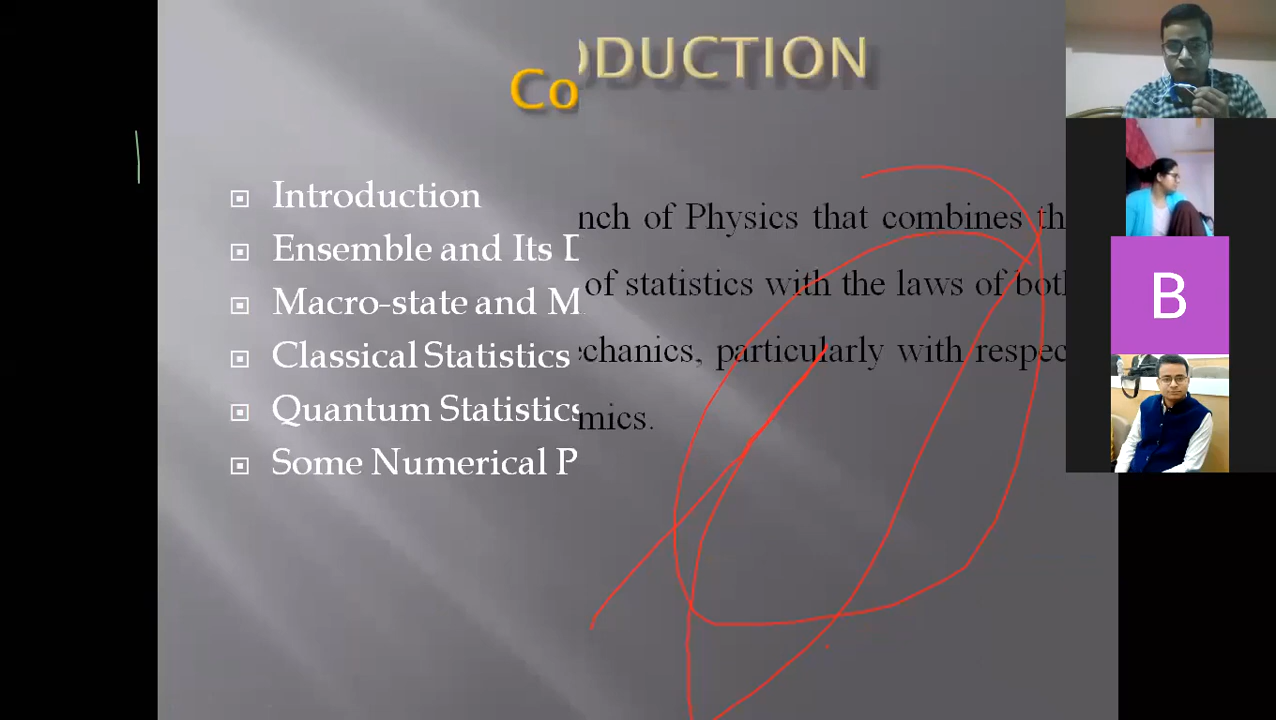 Co
DUCTION
Introduction
Ensemble and Its
Macro-state and
Classical Statistics
Quantum Statistics
Some Numerical P
nch of Physics that combines th
of statistics with the laws of both
chanics, particularly with respec
mics.
B